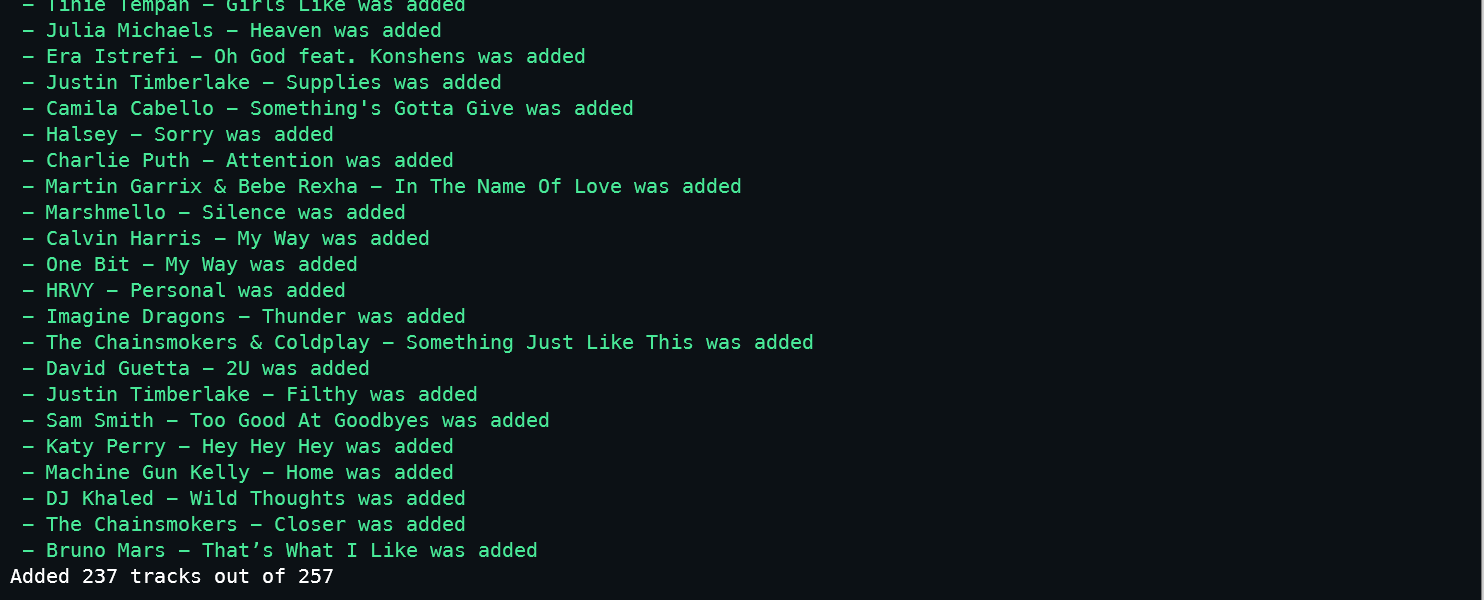 – Tinie Tempah – Girls Like was added
– Julia Michaels – Heaven was added
– Era Istrefi – Oh God feat. Konshens was added
– Justin Timberlake – Supplies was added
– Camila Cabello – Something's Gotta Give was added
– Halsey – Sorry was added
– Charlie Puth – Attention was added
– Martin Garrix & Bebe Rexha – In The Name Of Love was added
– Marshmello – Silence was added
– Calvin Harris – My Way was added
– One Bit – My Way was added
– HRVY – Personal was added
– Imagine Dragons – Thunder was added
– The Chainsmokers & Coldplay – Something Just Like This was added
– David Guetta – 2U was added
– Justin Timberlake – Filthy was added
– Sam Smith – Too Good At Goodbyes was added
– Katy Perry – Hey Hey Hey was added
– Machine Gun Kelly – Home was added
– DJ Khaled – Wild Thoughts was added
– The Chainsmokers – Closer was added
– Bruno Mars – That’s What I Like was added
Added 237 tracks out of 257